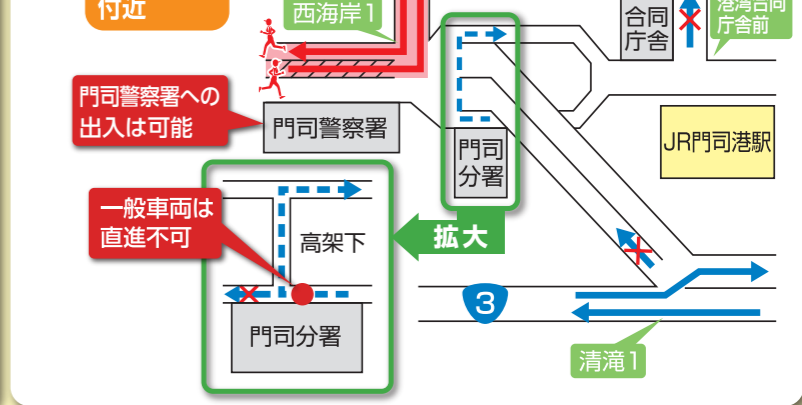 付近
西海岸1
合同
庁舎
港湾合同
庁舎前
門司警察署への
出入は可能
門司警察署
門司
分署
JR門司港駅
一般車両は
直進不可
高架下
拡大
3
門司分署
清滝1